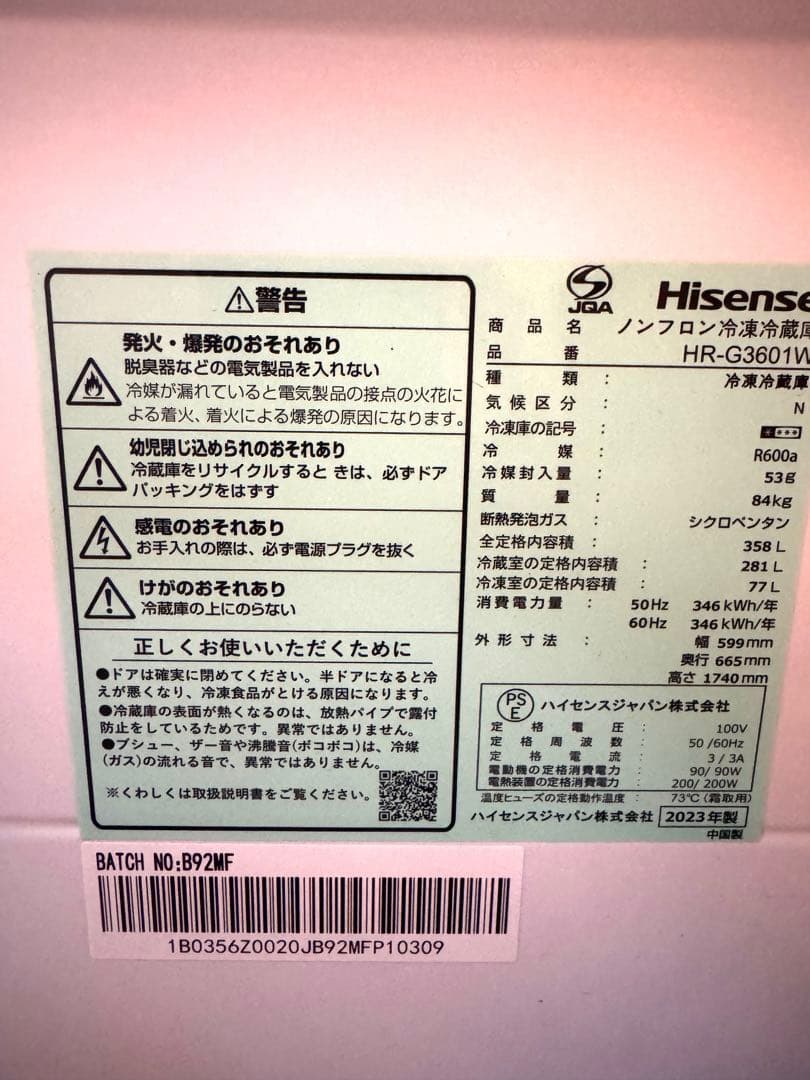 ⚠警告
発火・爆発のおそれあり
脱臭器などの電気製品を入れない
冷媒が漏れていると電気製品の接点の火花に
よる着火、着火による爆発の原因になります。
幼児閉じ込められのおそれあり
冷蔵庫をリサイクルすると きは、必ずドア
パッキングをはずす
感電のおそれあり
お手入れの際は、必ず電源プラグを抜く
けがのおそれあり
冷蔵庫の上にのらない
正しくお使いいただくために
●ドアは確実に閉めてください。半ドアになると冷
えが悪くなり、冷凍食品がとける原因になります。
●冷蔵庫の表面が熱くなるのは、放熱パイプで露付
防止をしているためです。異常ではありません。
●ブシュー、ザー音や沸騰音(ボコボコ)は、冷媒
(ガス)の流れる音で、異常ではありません。
※くわしくは取扱説明書をご覧ください。
JQA
Hisense
商品名 ノンフロン冷凍冷蔵庫
品番 HR-G3601W
種類 : 冷凍冷蔵庫
気候区分 : N
冷凍庫の記号 :
冷媒 : R600a
冷媒封入量 : 53g
質量 : 84kg
断熱発泡ガス : シクロペンタン
全定格内容積 : 358 L
冷蔵室の定格内容積 : 281 L
冷凍室の定格内容積 : 77 L
消費電力量 : 50Hz 346 kWh/年
60Hz 346 kWh/年
外形寸法 : 幅 599mm
奥行 665mm
高さ 1740mm
PSE ハイセンスジャパン株式会社
定格電圧 : 100V
定格周波数 : 50 /60Hz
定格電流 : 3 / 3A
電動機の定格消費電力 : 90/ 90W
電熱装置の定格消費電力 : 200/ 200W
温度ヒューズの定格動作温度 : 73℃ (霜取用)
ハイセンスジャパン株式会社 2023年製
中国製
BATCH NO:B92MF
1B0356Z0020JB92MFP10309